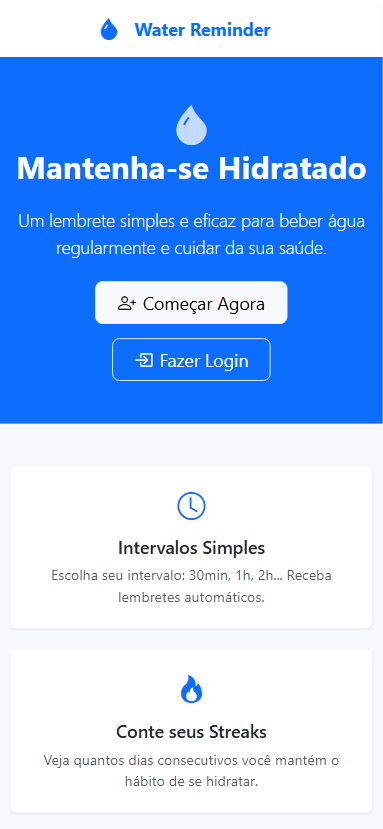 Water Reminder
Mantenha-se Hidratado
Um lembrete simples e eficaz para beber água
regularmente e cuidar da sua saúde.
Começar Agora
Fazer Login
Intervalos Simples
Escolha seu intervalo: 30min, 1h, 2h... Receba
lembretes automáticos.
Conte seus Streaks
Veja quantos dias consecutivos você mantém o
hábito de se hidratar.